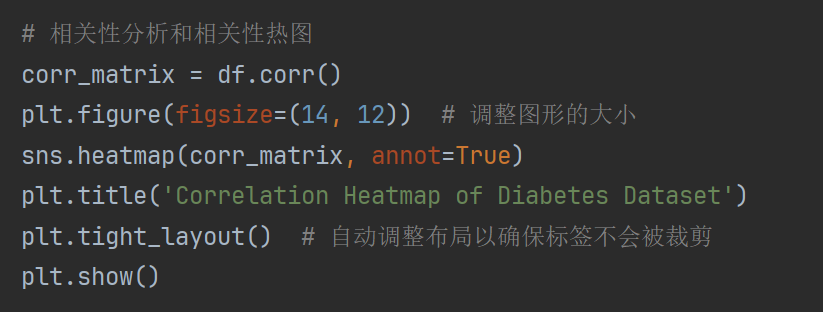 # 相关性分析和相关性热图
corr_matrix = df.corr()
plt.figure(figsize=(14, 12))  # 调整图形的大小
sns.heatmap(corr_matrix, annot=True)
plt.title('Correlation Heatmap of Diabetes Dataset')
plt.tight_layout()  # 自动调整布局以确保标签不会被裁剪
plt.show()